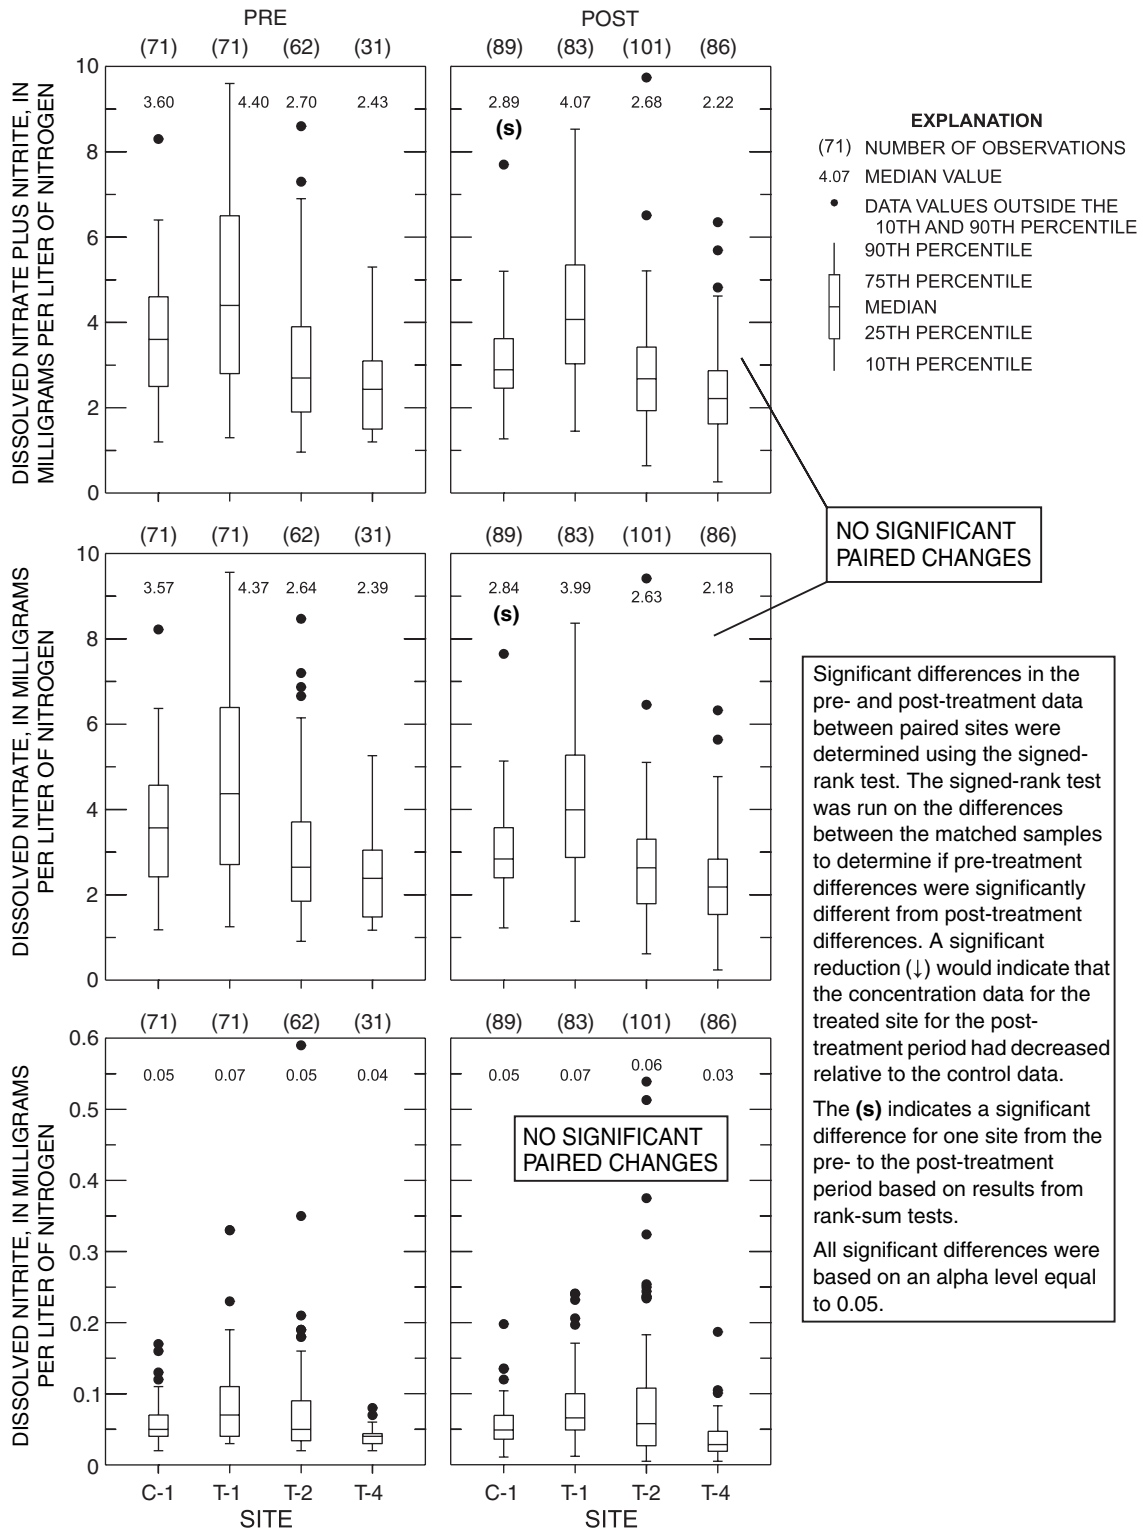 PRE
POST
(71) (71) (62) (31)
(89) (83) (101) (86)
DISSOLVED NITRATE PLUS NITRITE, IN
MILLIGRAMS PER LITER OF NITROGEN
10
8
6
4
2
0
3.60 4.40 2.70 2.43
2.89 4.07 2.68 2.22
(s)
EXPLANATION
(71) NUMBER OF OBSERVATIONS
4.07 MEDIAN VALUE
DATA VALUES OUTSIDE THE
10TH AND 90TH PERCENTILE
90TH PERCENTILE
75TH PERCENTILE
MEDIAN
25TH PERCENTILE
10TH PERCENTILE
NO SIGNIFICANT
PAIRED CHANGES
(71) (71) (62) (31)
(89) (83) (101) (86)
DISSOLVED NITRATE, IN MILLIGRAMS
PER LITER OF NITROGEN
10
8
6
4
2
0
3.57 4.37 2.64 2.39
2.84 3.99 2.63 2.18
(s)
Significant differences in the
pre- and post-treatment data
between paired sites were
determined using the signed-
rank test. The signed-rank test
was run on the differences
between the matched samples
to determine if pre-treatment
differences were significantly
different from post-treatment
differences. A significant
reduction (↓) would indicate that
the concentration data for the
treated site for the post-
treatment period had decreased
relative to the control data.
The (s) indicates a significant
difference for one site from the
pre- to the post-treatment
period based on results from
rank-sum tests.
All significant differences were
based on an alpha level equal
to 0.05.
(71) (71) (62) (31)
(89) (83) (101) (86)
DISSOLVED NITRITE, IN MILLIGRAMS
PER LITER OF NITROGEN
0.6
0.5
0.4
0.3
0.2
0.1
0
0.05 0.07 0.05 0.04
0.05 0.07 0.06 0.03
NO SIGNIFICANT
PAIRED CHANGES
C-1 T-1 T-2 T-4
SITE
C-1 T-1 T-2 T-4
SITE